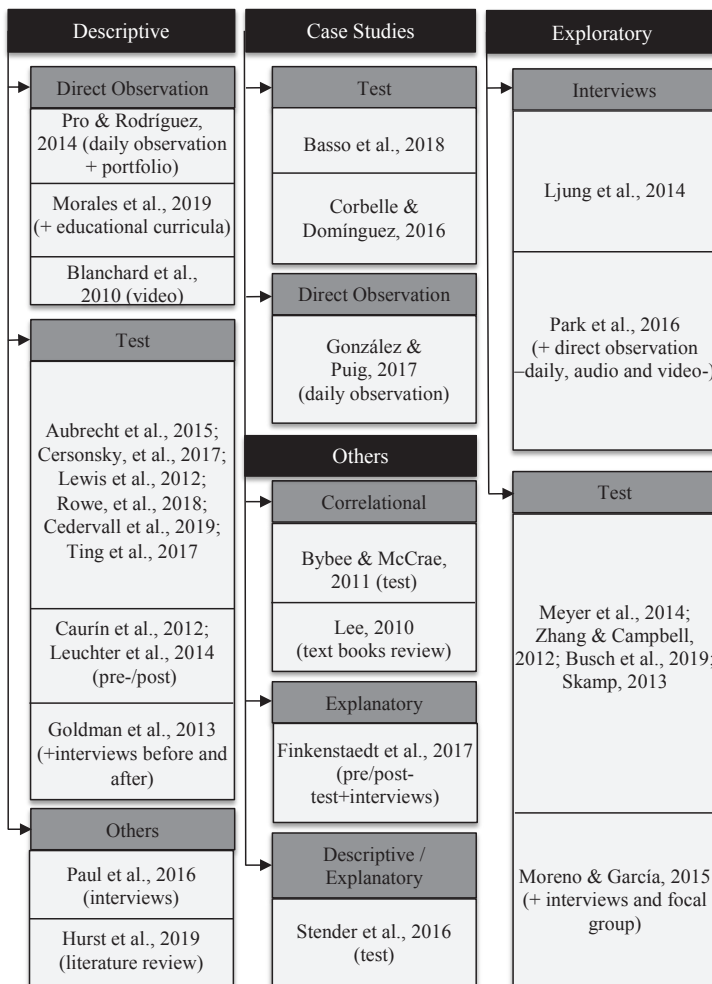 Descriptive
Direct Observation
Pro & Rodríguez,
2014 (daily observation
+ portfolio)
Morales et al., 2019
(+ educational curricula)
Blanchard et al.,
2010 (video)
Test
Aubrecht et al., 2015;
Cersonsky, et al., 2017;
Lewis et al., 2012;
Rowe, et al., 2018;
Cedervall et al., 2019;
Ting et al., 2017
Caurín et al., 2012;
Leuchter et al., 2014
(pre-/post)
Goldman et al., 2013
(+interviews before and
after)
Others
Paul et al., 2016
(interviews)
Hurst et al., 2019
(literature review)
Case Studies
Test
Basso et al., 2018
Corbelle &
Domínguez, 2016
Direct Observation
González &
Puig, 2017
(daily observation)
Others
Correlational
Bybee & McCrae,
2011 (test)
Lee, 2010
(text books review)
Explanatory
Finkenstaedt et al., 2017
(pre/post-
test+interviews)
Descriptive /
Explanatory
Stender et al., 2016
(test)
Exploratory
Interviews
Ljung et al., 2014
Park et al., 2016
(+ direct observation
–daily, audio and video-)
Test
Meyer et al., 2014;
Zhang & Campbell,
2012; Busch et al., 2019;
Skamp, 2013
Moreno & García, 2015
(+ interviews and focal
group)